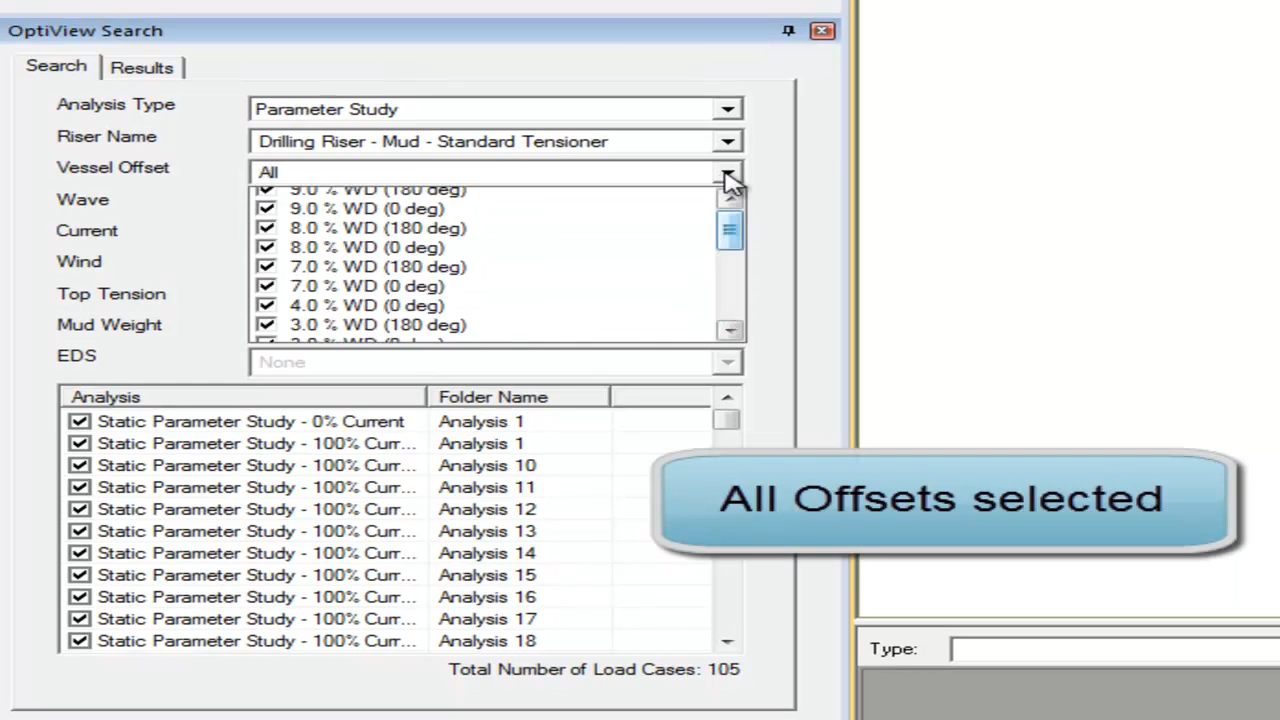 OptiView Search
Search
Results
Analysis Type
Parameter Study
Riser Name
Drilling Riser - Mud - Standard Tensioner
Vessel Offset
All
9.0 % WD (180 deg)
Wave
9.0 % WD (0 deg)
8.0 % WD (180 deg)
Current
8.0 % WD (0 deg)
Wind
7.0 % WD (180 deg)
7.0 % WD (0 deg)
Top Tension
4.0 % WD (0 deg)
Mud Weight
3.0 % WD (180 deg)
EDS
None
Analysis Folder Name
Static Parameter Study - 0% Current Analysis 1
Static Parameter Study - 100% Curr... Analysis 1
Static Parameter Study - 100% Curr... Analysis 10
Static Parameter Study - 100% Curr... Analysis 11
Static Parameter Study - 100% Curr... Analysis 12
Static Parameter Study - 100% Curr... Analysis 13
Static Parameter Study - 100% Curr... Analysis 14
Static Parameter Study - 100% Curr... Analysis 15
Static Parameter Study - 100% Curr... Analysis 16
Static Parameter Study - 100% Curr... Analysis 17
Static Parameter Study - 100% Curr... Analysis 18
Total Number of Load Cases: 105
All Offsets selected
Type: